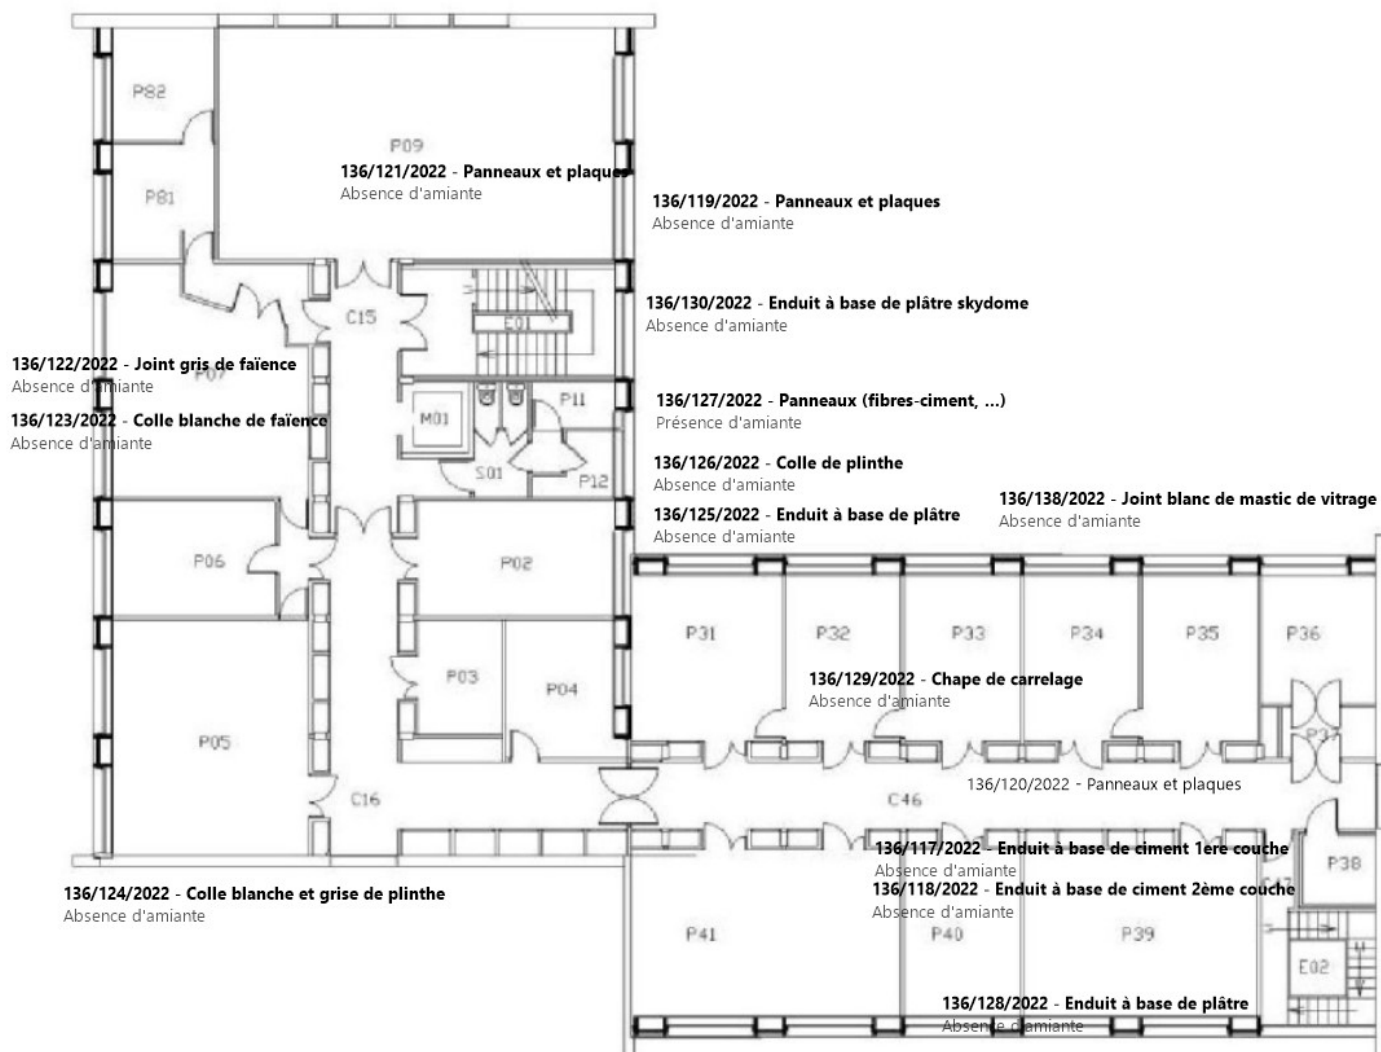 P82
P09
136/121/2022 - Panneaux et plaques
Absence d'amiante
P81
136/119/2022 - Panneaux et plaques
Absence d'amiante
136/130/2022 - Enduit à base de plâtre skydome
Absence d'amiante
C15
E01
136/122/2022 - Joint gris de faïence
Absence d'amiante
P07
136/123/2022 - Colle blanche de faïence
Absence d'amiante
M01
P11
136/127/2022 - Panneaux (fibres-ciment, ...)
Présence d'amiante
S01
P12
136/126/2022 - Colle de plinthe
Absence d'amiante
136/125/2022 - Enduit à base de plâtre
Absence d'amiante
136/138/2022 - Joint blanc de mastic de vitrage
Absence d'amiante
P06
P02
P31
P32
P33
P34
P35
P36
P03
P04
136/129/2022 - Chape de carrelage
Absence d'amiante
P05
P37
C16
C46
136/120/2022 - Panneaux et plaques
136/117/2022 - Enduit à base de ciment 1ere couche
Absence d'amiante
P38
C47
136/118/2022 - Enduit à base de ciment 2ème couche
Absence d'amiante
136/124/2022 - Colle blanche et grise de plinthe
Absence d'amiante
P41
P40
P39
E02
136/128/2022 - Enduit à base de plâtre
Absence d'amiante